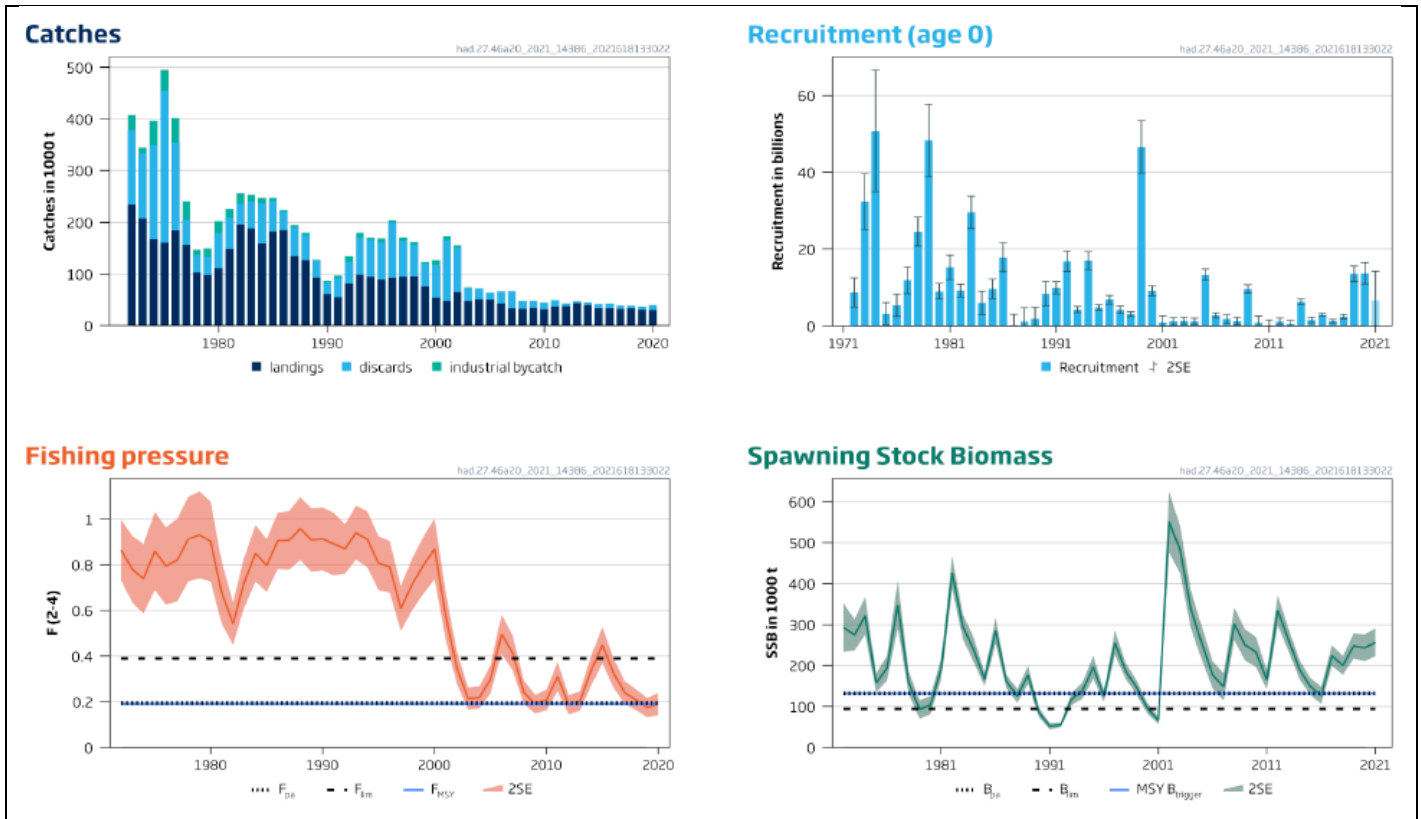 Catches
had.27.46a20_2021_14386_2021618133022
500
400
300
200
100
0
Catches in 1000 t
1980
1990
2000
2010
2020
landings discards industrial bycatch
Recruitment (age 0)
had.27.46a20_2021_14386_2021618133022
60
40
20
0
Recruitment in billions
1971
1981
1991
2001
2011
2021
Recruitment 2SE
Fishing pressure
had.27.46a20_2021_14386_2021618133022
1
0.8
0.6
0.4
0.2
0
F (2-4)
1980
1990
2000
2010
2020
Fpa Flim FMSY 2SE
Spawning Stock Biomass
had.27.46a20_2021_14386_2021618133022
600
500
400
300
200
100
0
SSB in 1000 t
1981
1991
2001
2011
2021
Bpa Blim MSY Btrigger 2SE